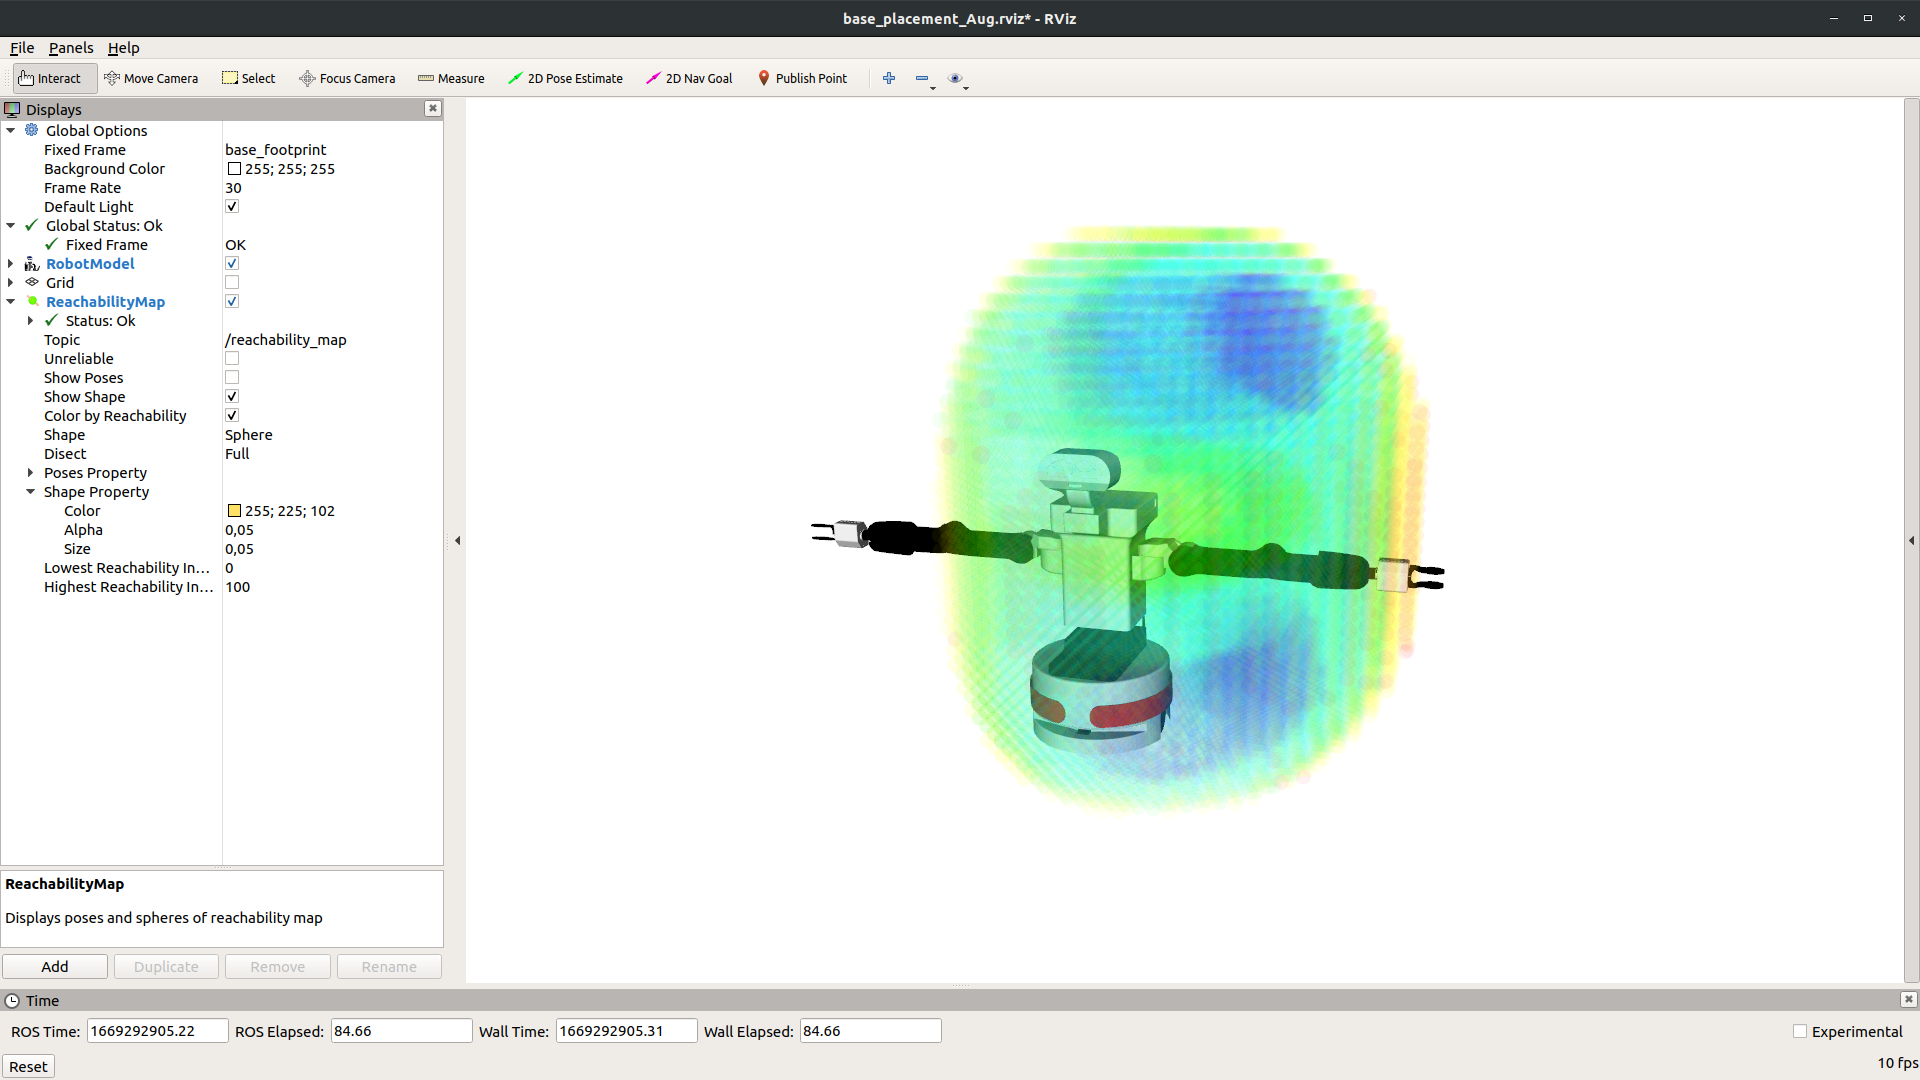 base_placement_Aug.rviz* - RViz
File Panels Help
Interact Move Camera Select Focus Camera Measure 2D Pose Estimate 2D Nav Goal Publish Point
Displays
Global Options
Fixed Frame base_footprint
Background Color 255; 255; 255
Frame Rate 30
Default Light
Global Status: Ok
Fixed Frame OK
RobotModel
Grid
ReachabilityMap
Status: Ok
Topic /reachability_map
Unreliable
Show Poses
Show Shape
Color by Reachability
Shape Sphere
Disect Full
Poses Property
Shape Property
Color 255; 225; 102
Alpha 0,05
Size 0,05
Lowest Reachability In... 0
Highest Reachability In... 100
ReachabilityMap
Displays poses and spheres of reachability map
Add Duplicate Remove Rename
Time
ROS Time: 1669292905.22 ROS Elapsed: 84.66 Wall Time: 1669292905.31 Wall Elapsed: 84.66 Experimental
Reset 10 fps